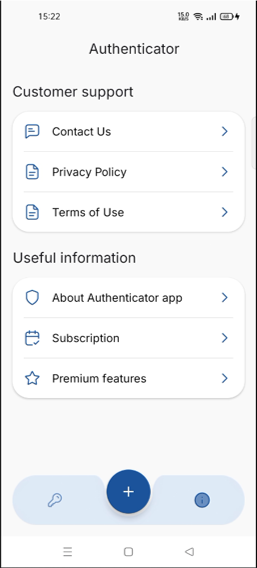 15:22
Authenticator
Customer support
Contact Us
Privacy Policy
Terms of Use
Useful information
About Authenticator app
Subscription
Premium features